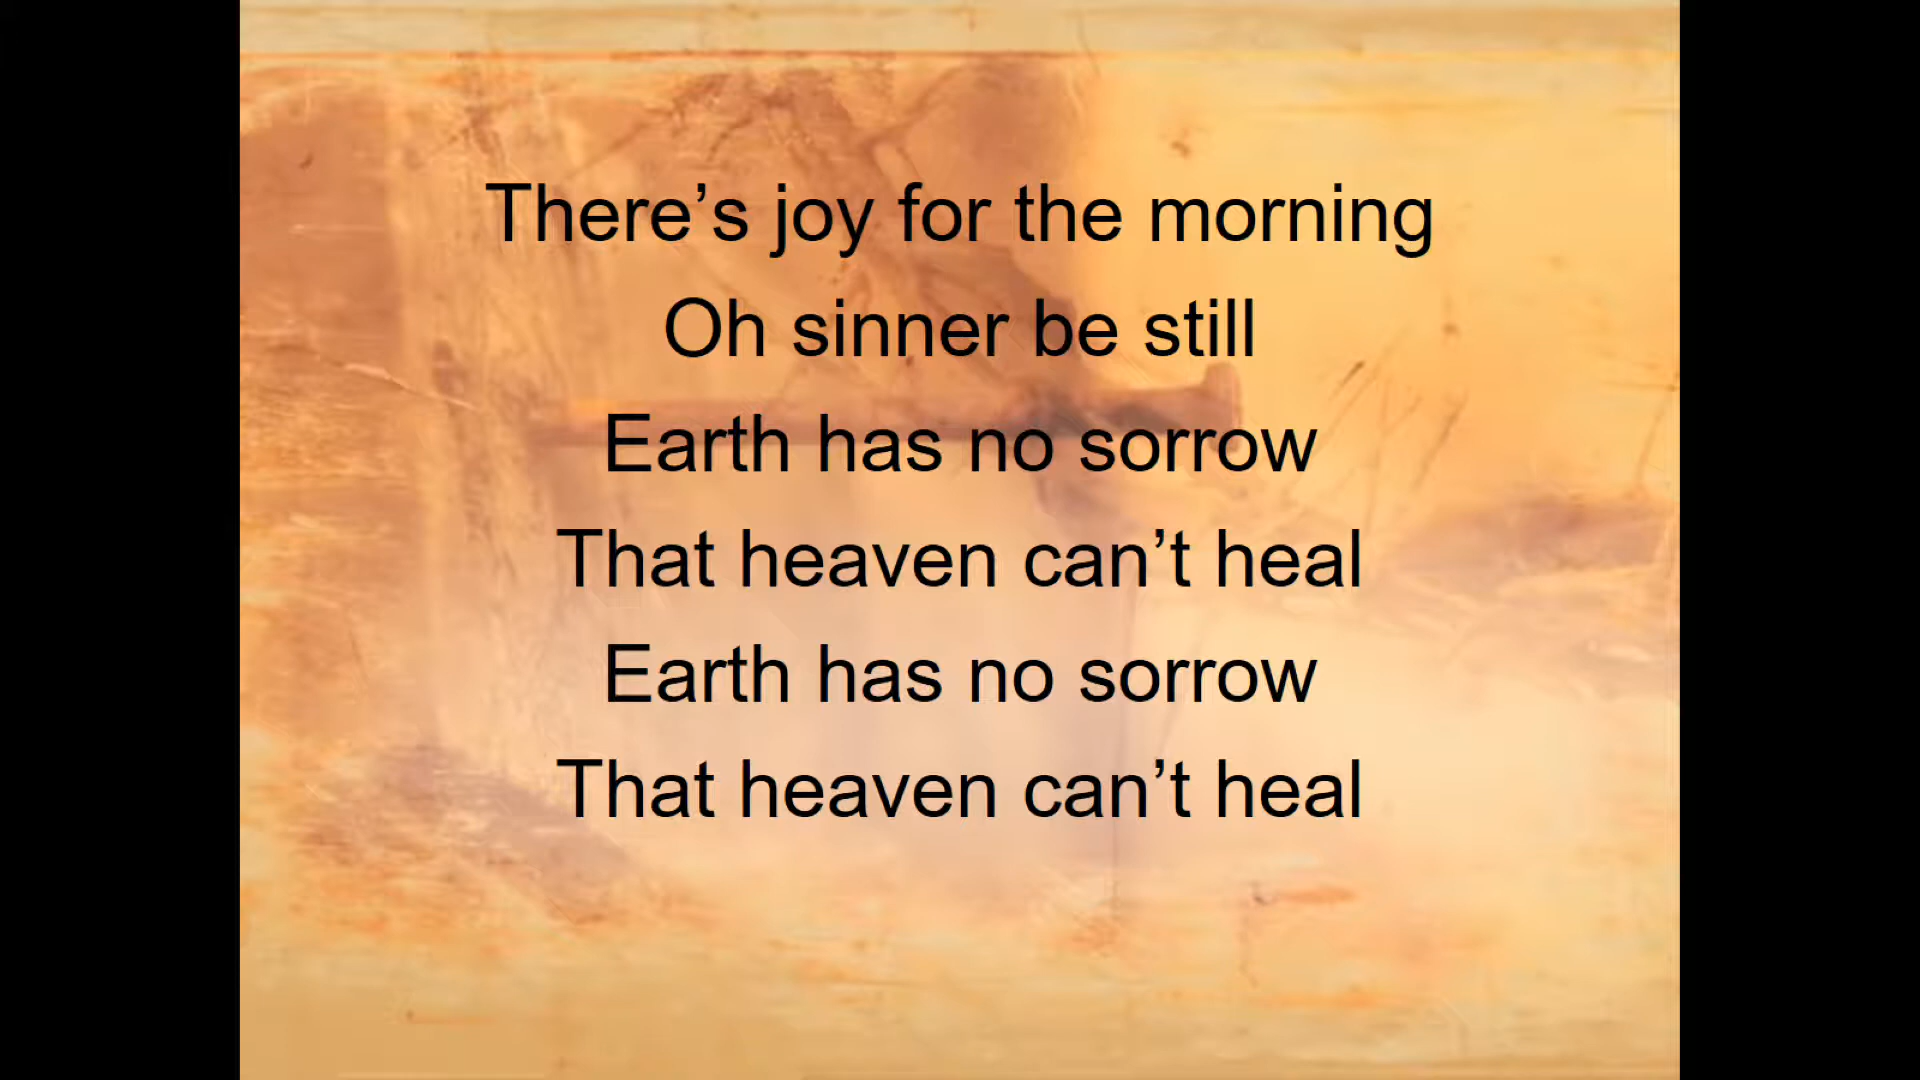 There’s joy for the morning
Oh sinner be still
Earth has no sorrow
That heaven can’t heal
Earth has no sorrow
That heaven can’t heal